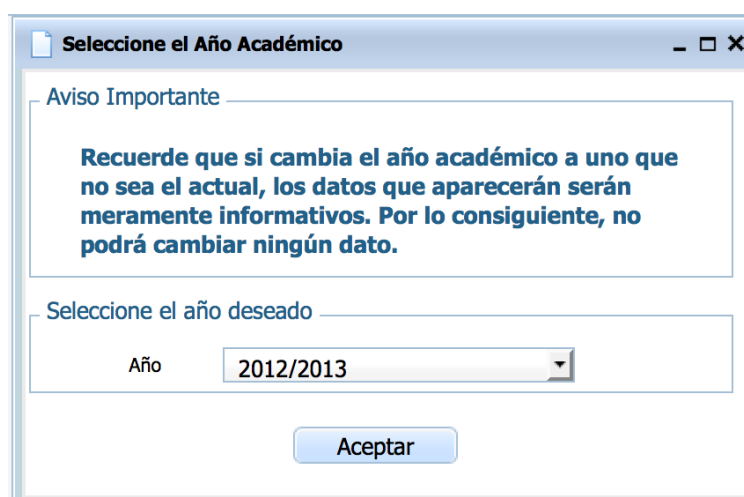 Seleccione el Año Académico
Aviso Importante
Recuerde que si cambia el año académico a uno que
no sea el actual, los datos que aparecerán serán
meramente informativos. Por lo consiguiente, no
podrá cambiar ningún dato.
Seleccione el año deseado
Año 2012/2013
Aceptar